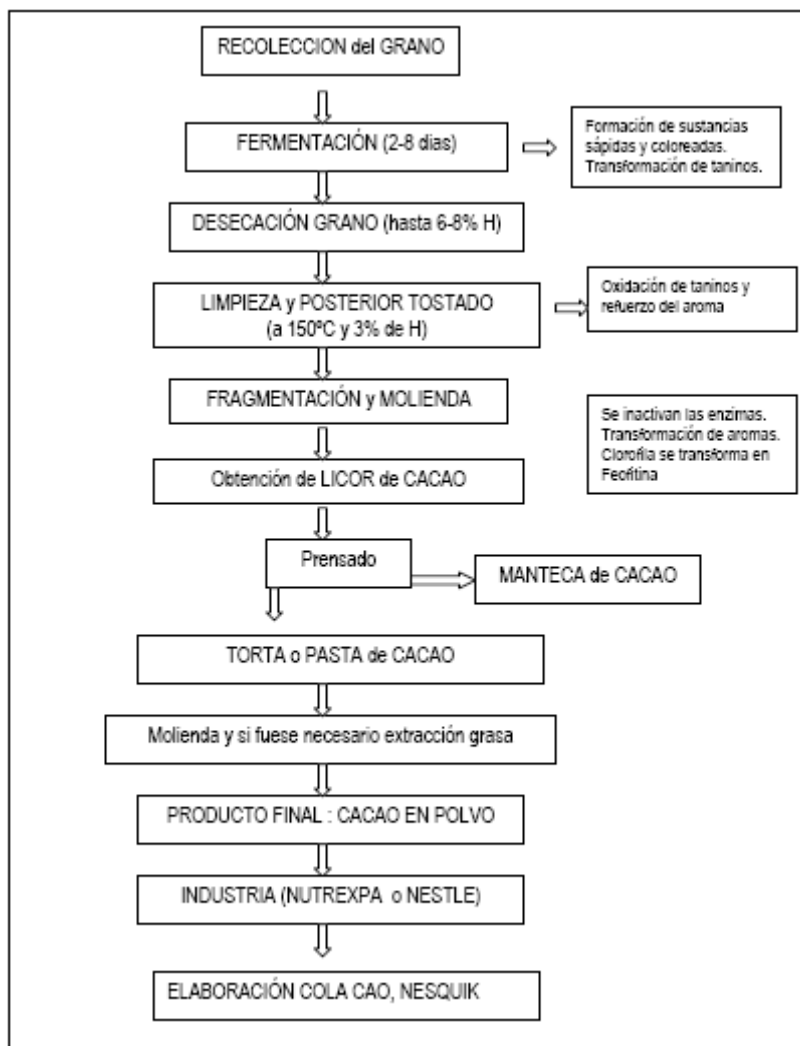 RECOLECCION del GRANO
FERMENTACIÓN (2-8 dias)
Formación de sustancias
sápidas y coloreadas.
Transformación de taninos.
DESECACIÓN GRANO (hasta 6-8% H)
LIMPIEZA y POSTERIOR TOSTADO
(a 150ºC y 3% de H)
Oxidación de taninos y
refuerzo del aroma
FRAGMENTACIÓN y MOLIENDA
Se inactivan las enzimas.
Transformación de aromas.
Clorofila se transforma en
Feofitina
Obtención de LICOR de CACAO
Prensado
MANTECA de CACAO
TORTA o PASTA de CACAO
Molienda y si fuese necesario extracción grasa
PRODUCTO FINAL : CACAO EN POLVO
INDUSTRIA (NUTREXPA o NESTLE)
ELABORACIÓN COLA CAO, NESQUIK